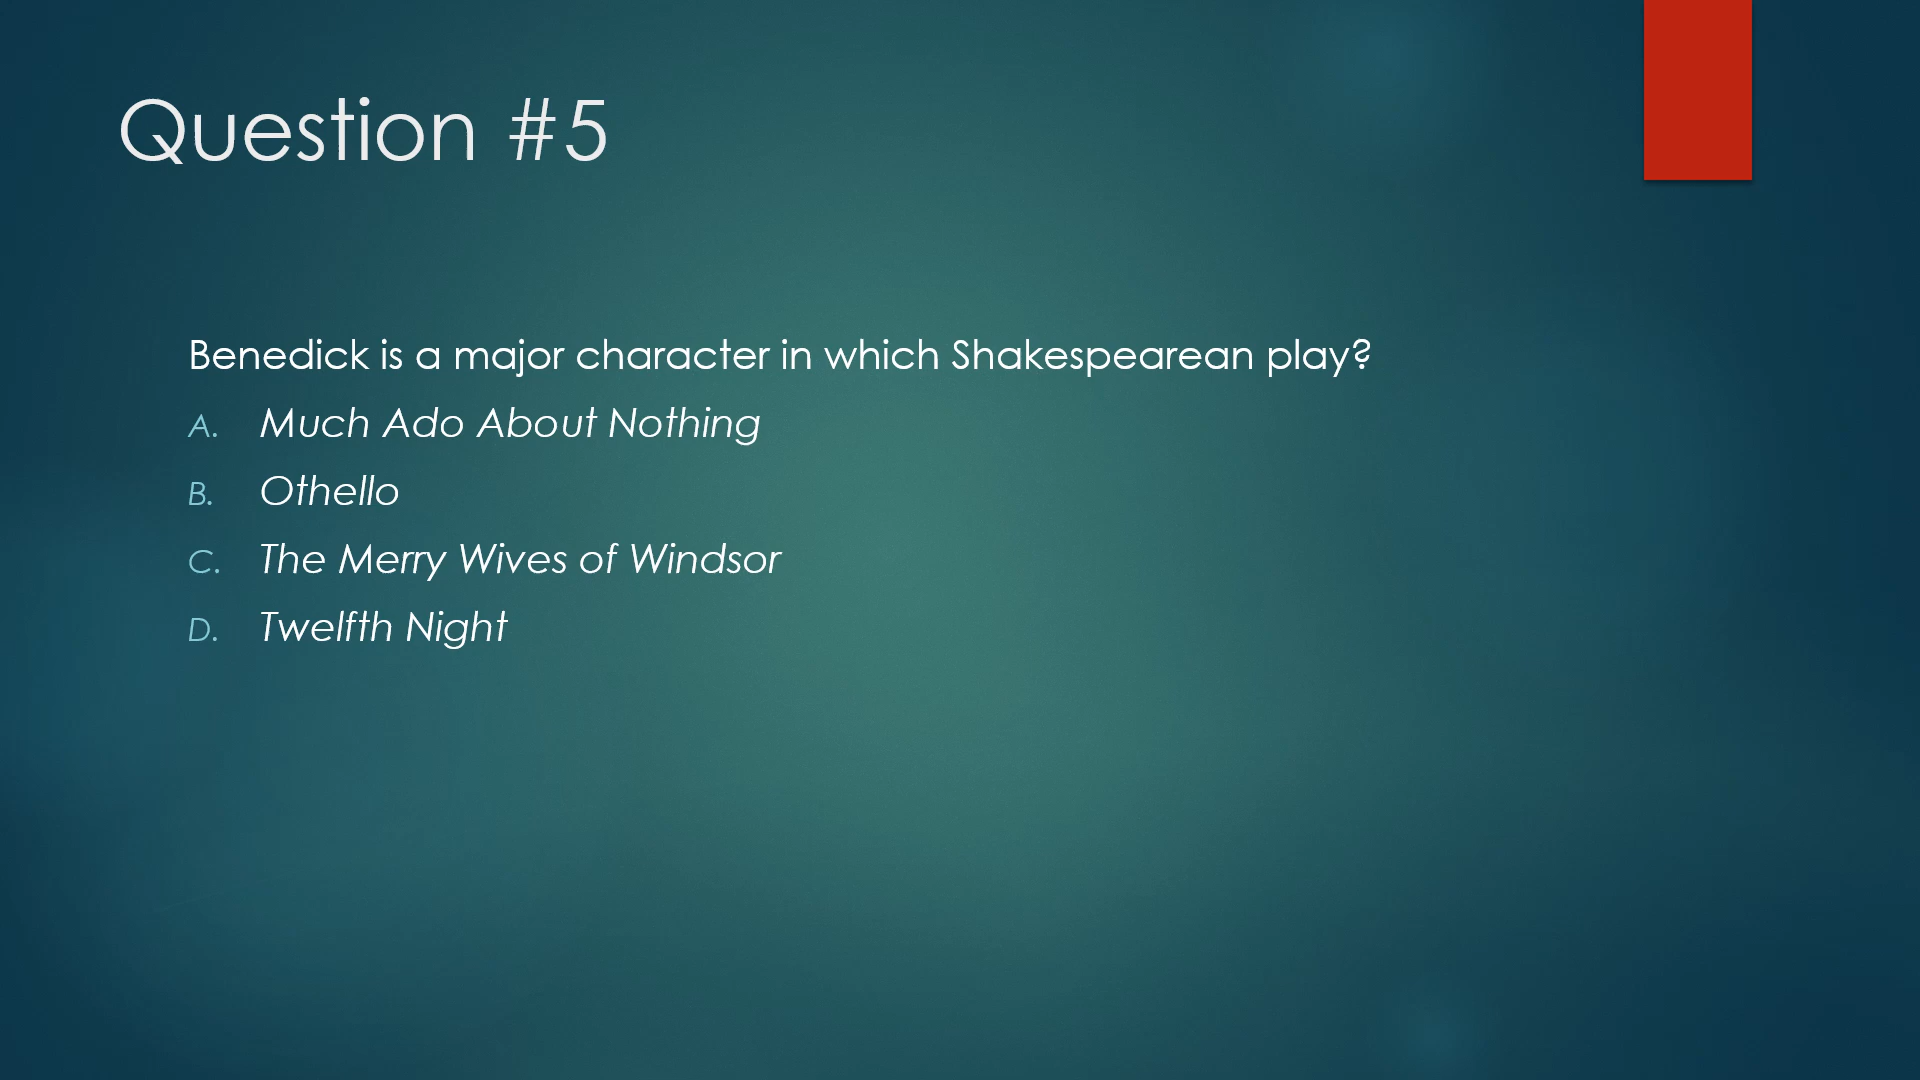 Question #5
Benedick is a major character in which Shakespearean play?
A. Much Ado About Nothing
B. Othello
C. The Merry Wives of Windsor
D. Twelfth Night